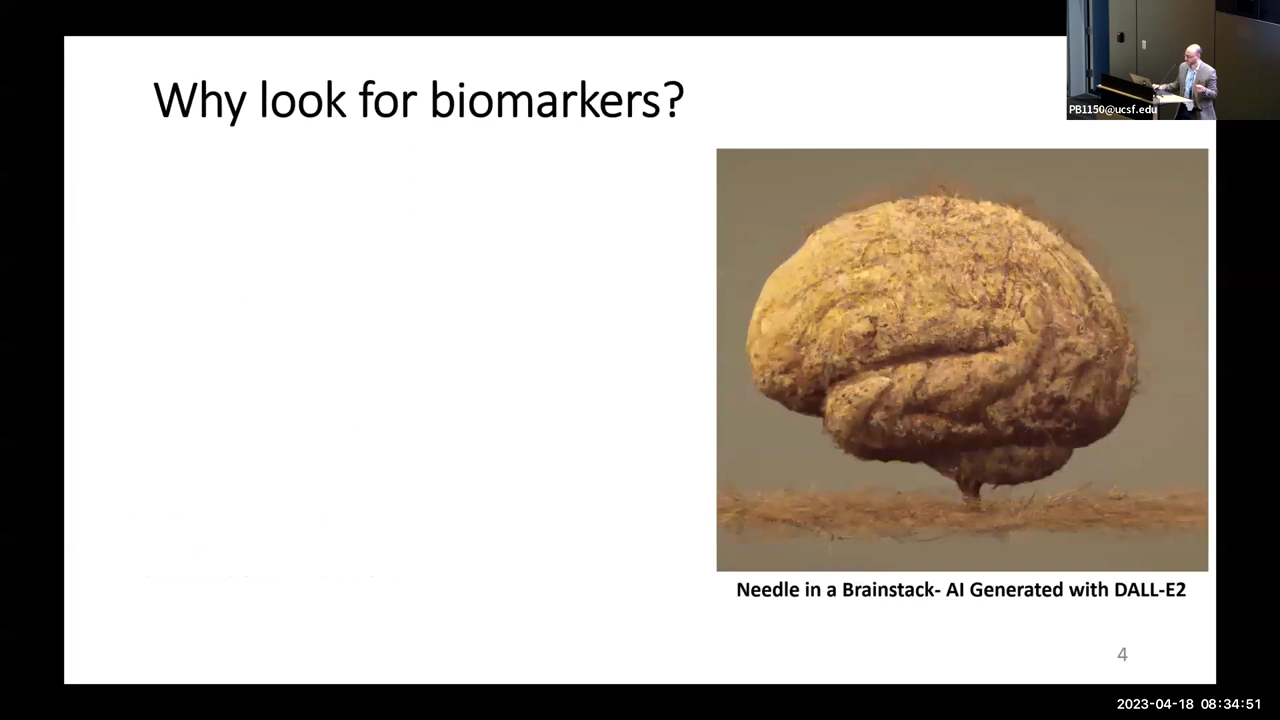 Why look for biomarkers?
PB1150@ucsf.edu
Needle in a Brainstack- AI Generated with DALL-E2
4
2023-04-18 08:34:51